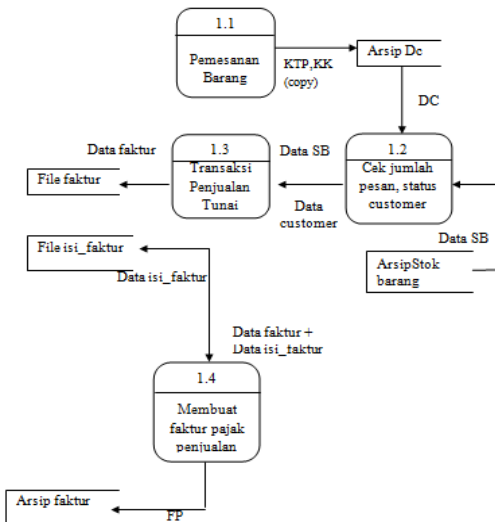 1.1
Pemesanan
Barang
KTP,KK
(copy)
Arsip Dc
DC
1.2
Cek jumlah
pesan, status
customer
Data SB
Data
customer
1.3
Transaksi
Penjualan
Tunai
Data faktur
File faktur
Data SB
ArsipStok
barang
File isi_faktur
Data isi_faktur
Data faktur +
Data isi_faktur
1.4
Membuat
faktur pajak
penjualan
Arsip faktur
FP